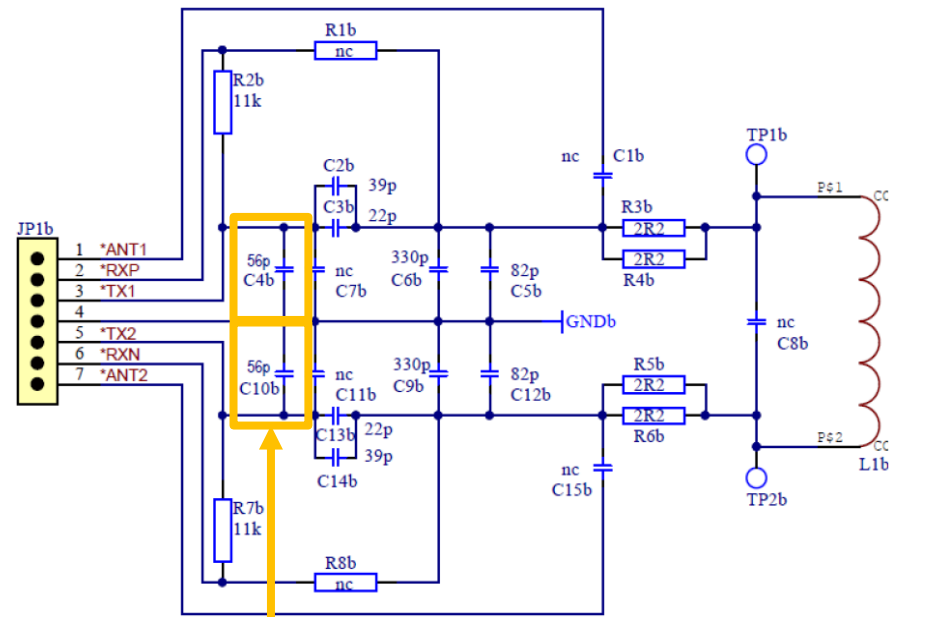 R1b
nc
R2b
11k
TP1b
C2b
nc
C1b
39p
C3b
22p
P$1
CC
R3b
2R2
JP1b
1
*ANT1
2
*RXP
3
*TX1
4
5
*TX2
6
*RXN
7
*ANT2
56p
C4b
nc
C7b
330p
C6b
82p
C5b
2R2
R4b
GNDb
nc
C8b
56p
C10b
nc
C11b
330p
C9b
82p
C12b
R5b
2R2
2R2
R6b
C13b
22p
39p
C14b
P$2
CC
L1b
nc
C15b
TP2b
R7b
11k
R8b
nc